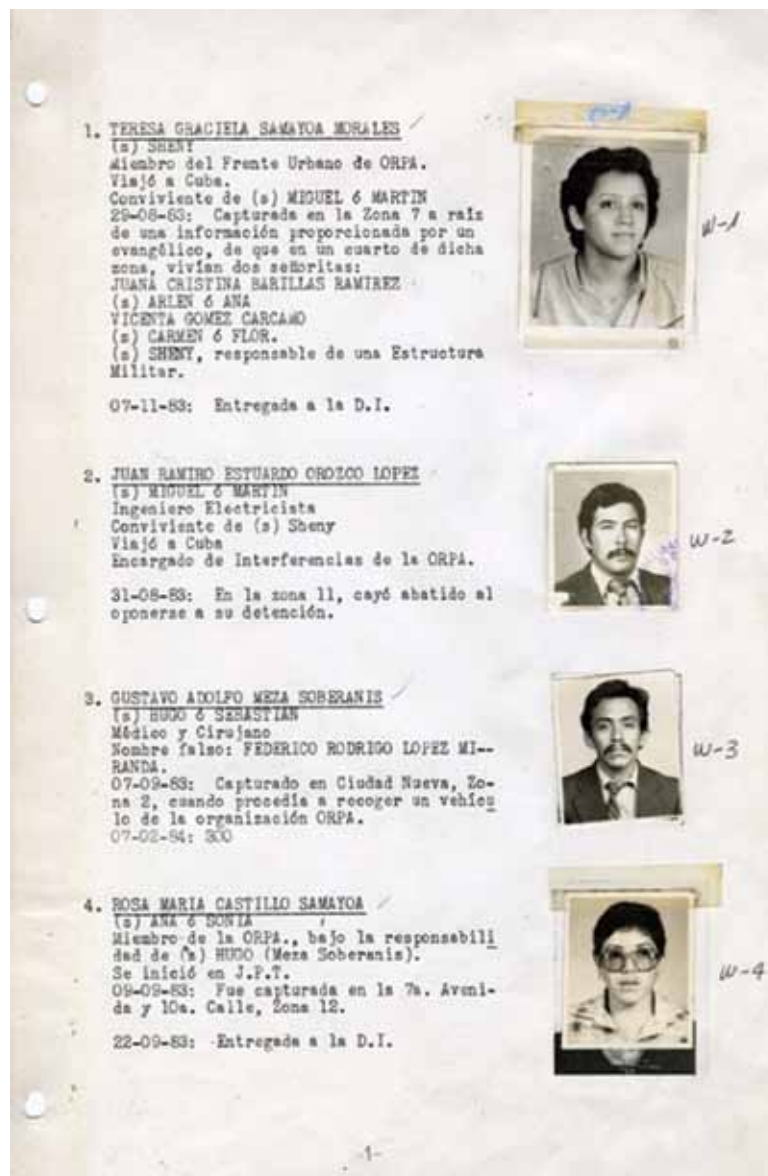 1. TERESA GRACIELA SAMAYOA MORALES
(s) SHENY
Miembro del Frente Urbano de ORPA.
Viajó a Cuba.
Conviviente de (s) MIGUEL ó MARTIN
29-08-83: Capturada en la Zona 7 a raíz
de una información proporcionada por un
evangélico, de que en un cuarto de dicha
zona, vivían dos señoritas:
JUANA CRISTINA BARILLAS RAMIREZ
(s) ARLEN ó ANA
VICENTA GOMEZ CARCAMO
(s) CARMEN ó FLOR.
(s) SHENY, responsable de una Estructura
Militar.
07-11-83: Entregada a la D.I.
W-1
2. JUAN RAMIRO ESTUARDO OROZCO LOPEZ
(s) MIGUEL ó MARTIN
Ingeniero Electricista
Conviviente de (s) Sheny
Viajó a Cuba
Encargado de Interferencias de la ORPA.
31-08-83: En la zona 11, cayó abatido al
oponerse a su detención.
W-2
3. GUSTAVO ADOLFO MEZA SOBERANIS
(s) HUGO ó SEBASTIAN
Médico y Cirujano
Nombre falso: FEDERICO RODRIGO LOPEZ MI--
RANDA.
07-09-83: Capturado en Ciudad Nueva, Zo-
na 2, cuando procedía a recoger un vehícu
lo de la organización ORPA.
07-02-84: 300
W-3
4. ROSA MARIA CASTILLO SAMAYOA
(s) ANA ó SONIA
Miembro de la ORPA., bajo la responsabili
dad de (s) HUGO (Meza Soberanis).
Se inició en J.P.T.
09-09-83: Fue capturada en la 7a. Aveni-
da y 10a. Calle, Zona 12.
22-09-83: Entregada a la D.I.
W-4
-1-